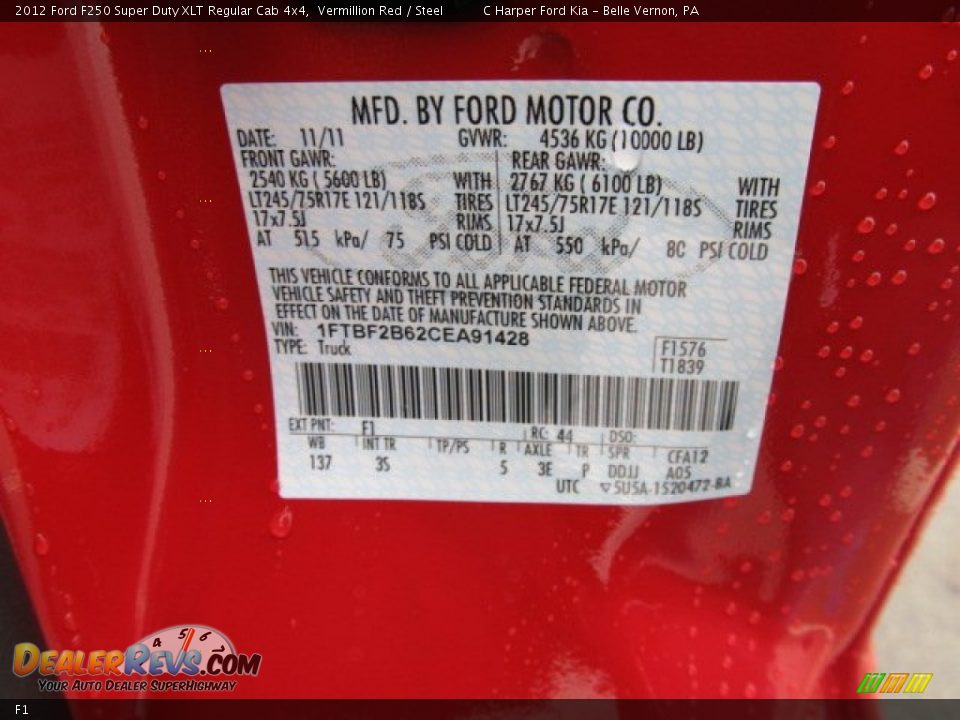 2012 Ford F250 Super Duty XLT Regular Cab 4x4, Vermillion Red / Steel C Harper Ford Kia - Belle Vernon, PA
MFD. BY FORD MOTOR CO.
DATE: 11/11 GVWR: 4536 KG (10000 LB)
FRONT GAWR: REAR GAWR:
2540 KG ( 5600 LB) WITH 2767 KG ( 6100 LB) WITH
LT245/75R17E 121/118S TIRES LT245/75R17E 121/118S TIRES
17x7.5J RIMS 17x7.5J RIMS
AT 515 kPa/ 75 PSI COLD AT 550 kPa/ 80 PSI COLD
THIS VEHICLE CONFORMS TO ALL APPLICABLE FEDERAL MOTOR
VEHICLE SAFETY AND THEFT PREVENTION STANDARDS IN
EFFECT ON THE DATE OF MANUFACTURE SHOWN ABOVE.
VIN: 1FTBF2B62CEA91428
TYPE: Truck
F1576
T1839
EXT PNT: F1 RC: 44 DSO:
WB INT TR TP/PS R AXLE TR SPR CFA12
137 3S 5 3E P DDJJ A05
UTC ▽5U5A-1520472-BA
4 5 6
DEALERREVS.COM
YOUR AUTO DEALER SUPERHIGHWAY
F1